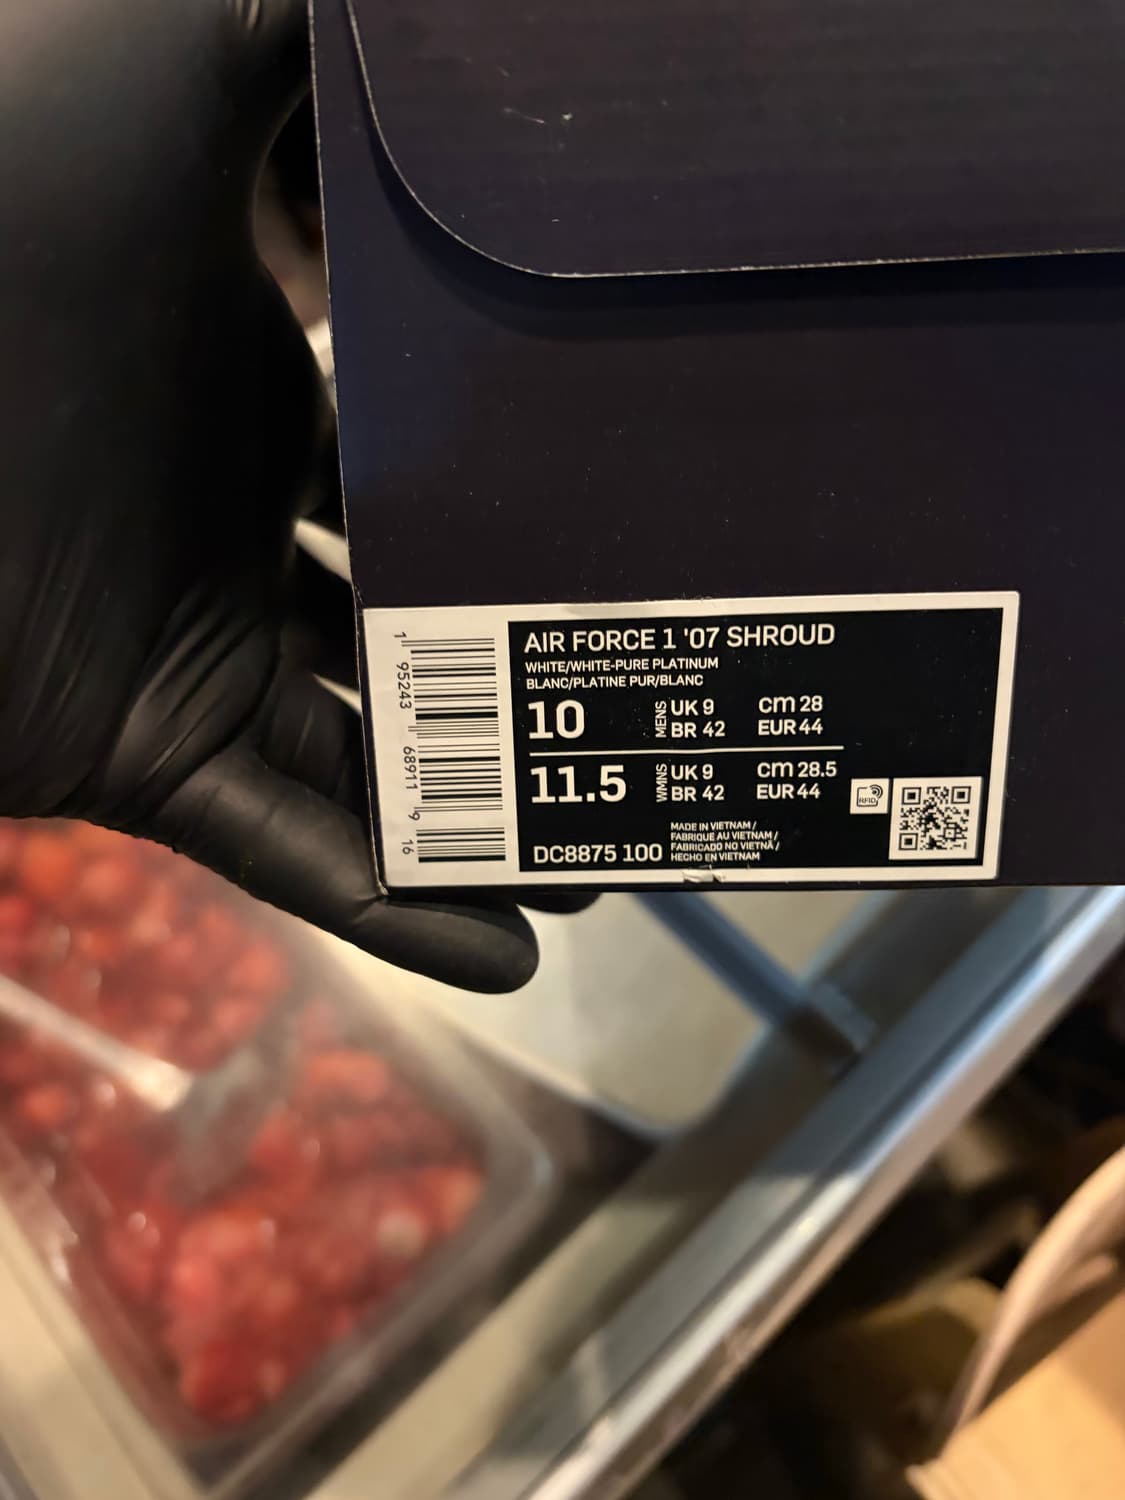 AIR FORCE 1 '07 SHROUD
WHITE/WHITE-PURE PLATINUM
BLANC/PLATINE PUR/BLANC
10 MENS UK 9 cm 28
BR 42 EUR 44
11.5 WMNS UK 9 cm 28.5
BR 42 EUR 44
RFID
MADE IN VIETNAM /
FABRIQUE AU VIETNAM /
FABRICADO NO VIETNÃ /
HECHO EN VIETNAM
DC8875 100
1 95243 68911 9 16